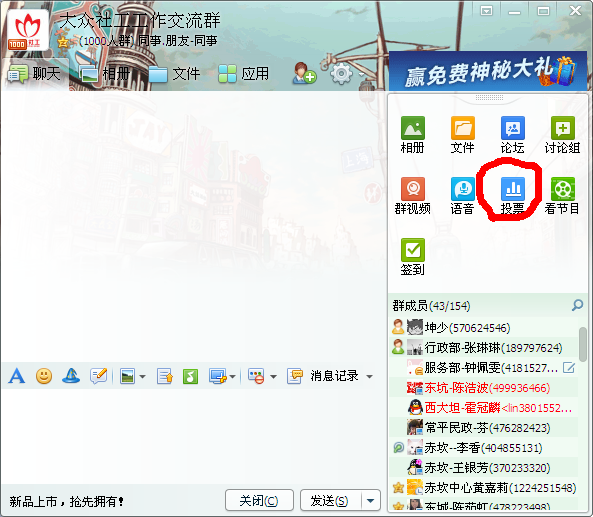 大众社工工作交流群
1000 社工
(1000人群) 同事.朋友-同事
聊天 相册 文件 应用
赢免费神秘大礼
相册 文件 论坛 讨论组
群视频 语音 投票 看节目
签到
群成员(43/154)
坤少(570624546)
行政部-张琳琳(189797624)
服务部-钟佩雯(4181527...
东坑-陈浩波(499936466)
西大坦-霍冠麟<lin3801552...
常平民政-芬(476282423)
赤坎--李香(404855131)
赤坎-王银芳(370233320)
赤坎中心黄嘉莉(1224251548)
东城-陈茹虹(478223498)
消息记录
新品上市，抢先拥有!
关闭(C) 发送(S)